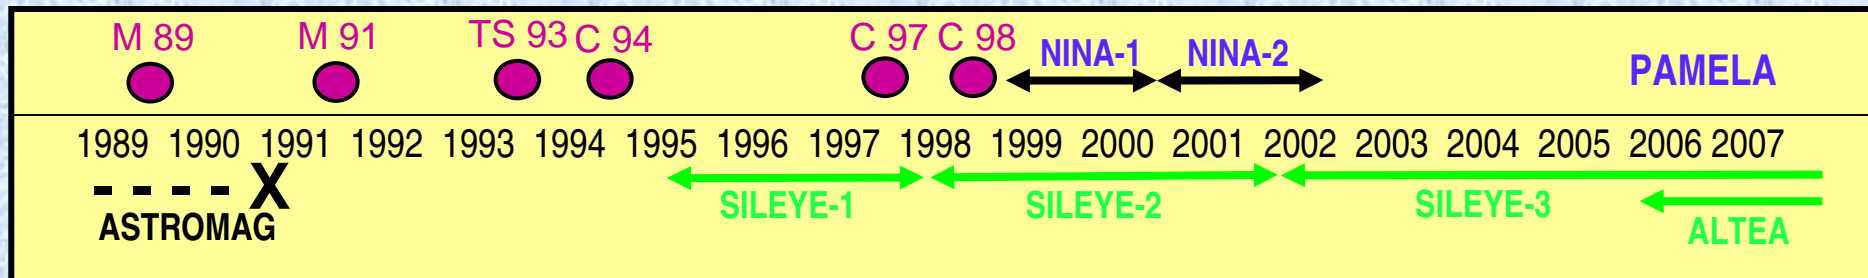 M 89 M 91 TS 93 C 94 C 97 C 98 NINA-1 NINA-2 PAMELA
1989 1990 1991 1992 1993 1994 1995 1996 1997 1998 1999 2000 2001 2002 2003 2004 2005 2006 2007
X
SILEYE-1 SILEYE-2 SILEYE-3
ASTROMAG ALTEA